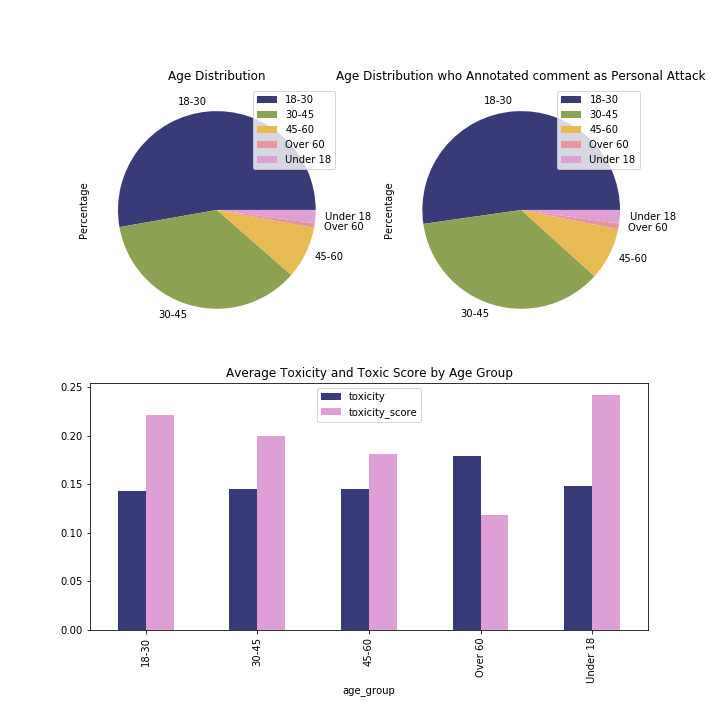 Age Distribution
18-30
18-30
30-45
45-60
Over 60
Under 18
Percentage
Under 18
Over 60
45-60
30-45
Age Distribution who Annotated comment as Personal Attack
18-30
18-30
30-45
45-60
Over 60
Under 18
Percentage
Under 18
Over 60
45-60
30-45
Average Toxicity and Toxic Score by Age Group
toxicity
toxicity_score
0.25
0.20
0.15
0.10
0.05
0.00
18-30
30-45
45-60
Over 60
Under 18
age_group